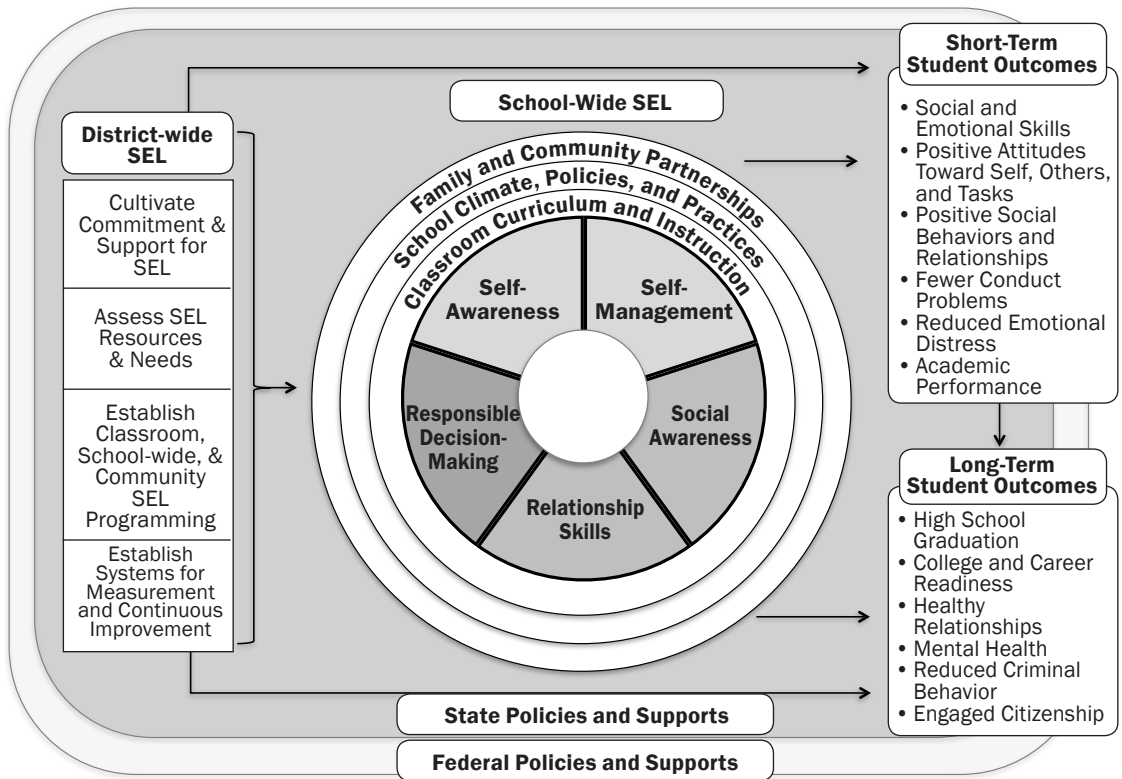 District-wide
SEL
Cultivate
Commitment &
Support for
SEL
Assess SEL
Resources
& Needs
Establish
Classroom,
School-wide, &
Community
SEL
Programming
Establish
Systems for
Measurement
and Continuous
Improvement
School-Wide SEL
Family and Community Partnerships
School Climate, Policies, and Practices
Classroom Curriculum and Instruction
Self-
Awareness
Self-
Management
Responsible
Decision-
Making
Social
Awareness
Relationship
Skills
Short-Term
Student Outcomes
• Social and
Emotional Skills
• Positive Attitudes
Toward Self, Others,
and Tasks
• Positive Social
Behaviors and
Relationships
• Fewer Conduct
Problems
• Reduced Emotional
Distress
• Academic
Performance
Long-Term
Student Outcomes
• High School
Graduation
• College and Career
Readiness
• Healthy
Relationships
• Mental Health
• Reduced Criminal
Behavior
• Engaged Citizenship
State Policies and Supports
Federal Policies and Supports